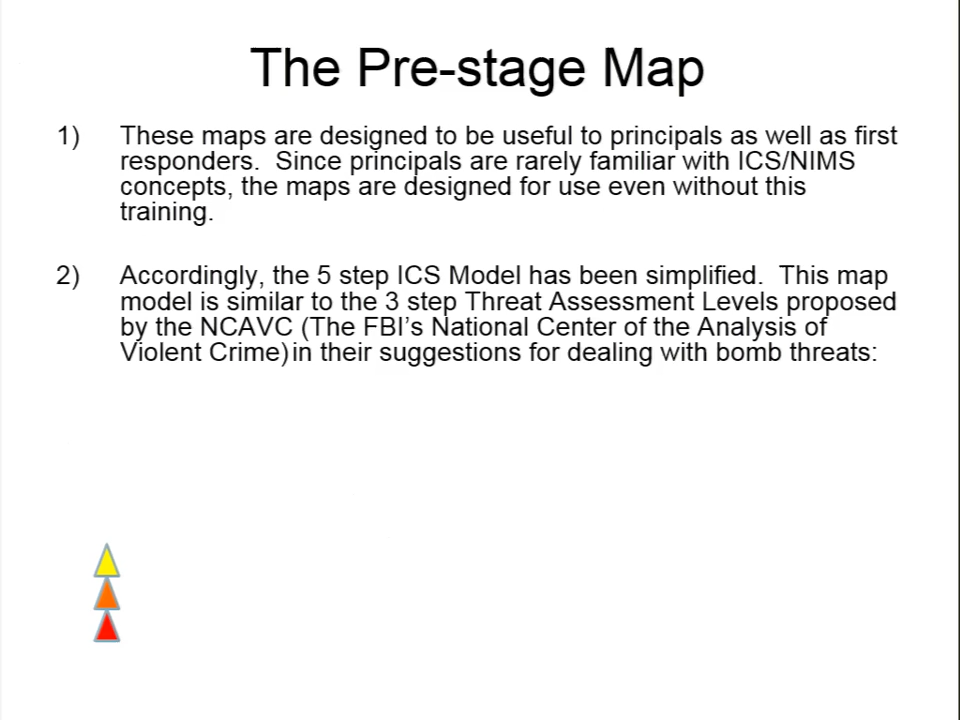 The Pre-stage Map
1) These maps are designed to be useful to principals as well as first
responders.  Since principals are rarely familiar with ICS/NIMS
concepts, the maps are designed for use even without this
training.
2) Accordingly, the 5 step ICS Model has been simplified.  This map
model is similar to the 3 step Threat Assessment Levels proposed
by the NCAVC (The FBI's National Center of the Analysis of
Violent Crime) in their suggestions for dealing with bomb threats: